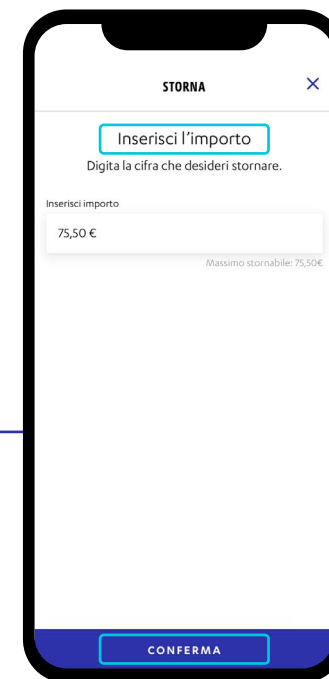 STORNA
Inserisci l'importo
Digita la cifra che desideri stornare.
Inserisci importo
75,50 €
Massimo stornabile: 75,50€
CONFERMA